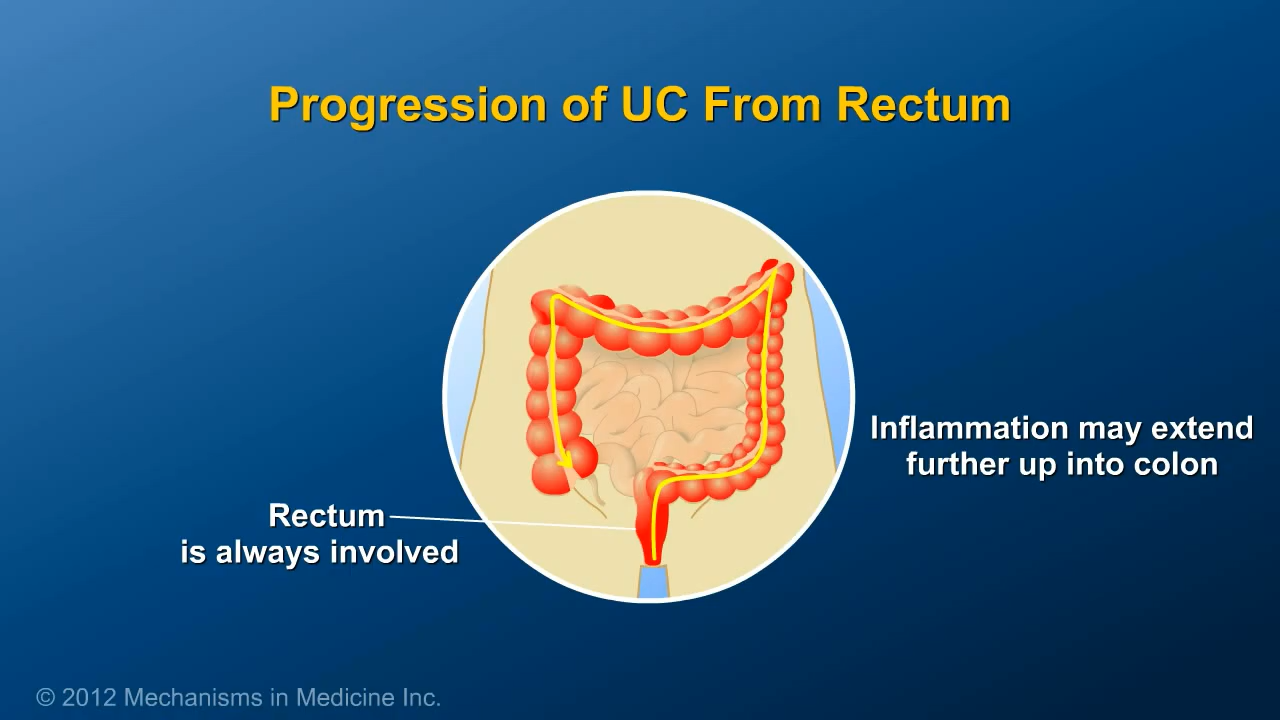 Progression of UC From Rectum
Inflammation may extend
further up into colon
Rectum
is always involved
© 2012 Mechanisms in Medicine Inc.